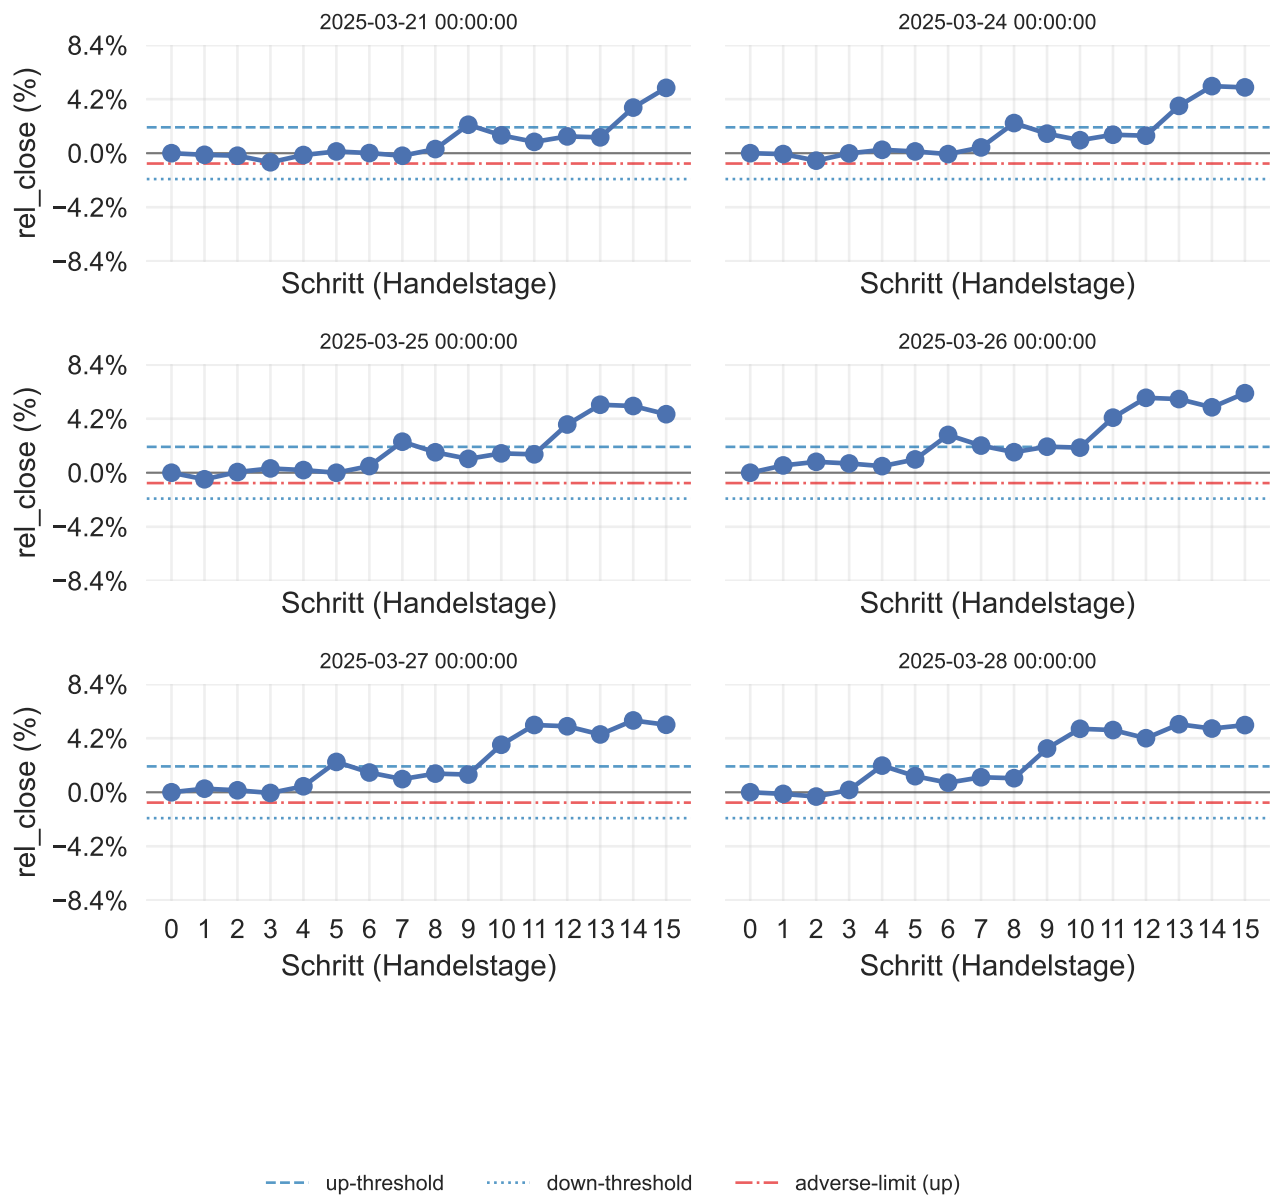 2025-03-21 00:00:00
2025-03-24 00:00:00
8.4%
4.2%
0.0%
−4.2%
−8.4%
rel_close (%)
Schritt (Handelstage)
Schritt (Handelstage)
2025-03-25 00:00:00
2025-03-26 00:00:00
8.4%
4.2%
0.0%
−4.2%
−8.4%
rel_close (%)
Schritt (Handelstage)
Schritt (Handelstage)
2025-03-27 00:00:00
2025-03-28 00:00:00
8.4%
4.2%
0.0%
−4.2%
−8.4%
rel_close (%)
0 1 2 3 4 5 6 7 8 9 10 11 12 13 14 15
0 1 2 3 4 5 6 7 8 9 10 11 12 13 14 15
Schritt (Handelstage)
Schritt (Handelstage)
up-threshold
down-threshold
adverse-limit (up)